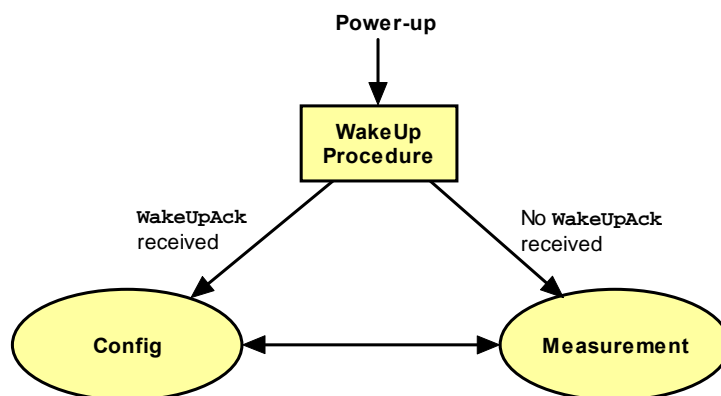 Power-up
WakeUp
Procedure
WakeUpAck
received
No WakeUpAck
received
Config
Measurement